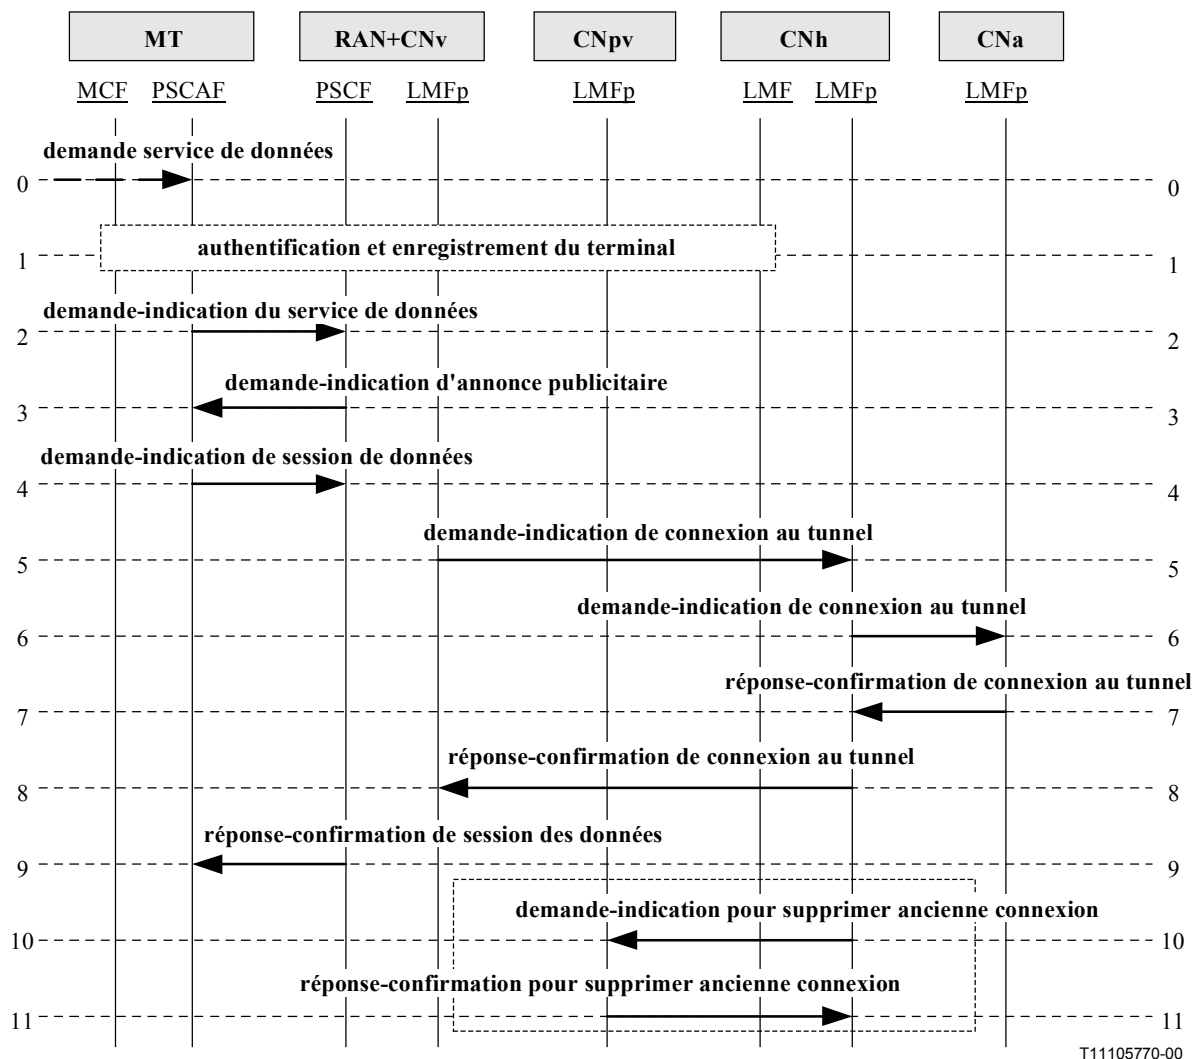 MT RAN+CNv CNpv CNh CNa
MCF PSCAF PSCF LMFp LMFp LMF LMFp LMFp
demande service de données
0 0
authentification et enregistrement du terminal
1 1
demande-indication du service de données
2 2
demande-indication d'annonce publicitaire
3 3
demande-indication de session de données
4 4
demande-indication de connexion au tunnel
5 5
demande-indication de connexion au tunnel
6 6
réponse-confirmation de connexion au tunnel
7 7
réponse-confirmation de connexion au tunnel
8 8
réponse-confirmation de session des données
9 9
demande-indication pour supprimer ancienne connexion
10 10
réponse-confirmation pour supprimer ancienne connexion
11 11
T11105770-00